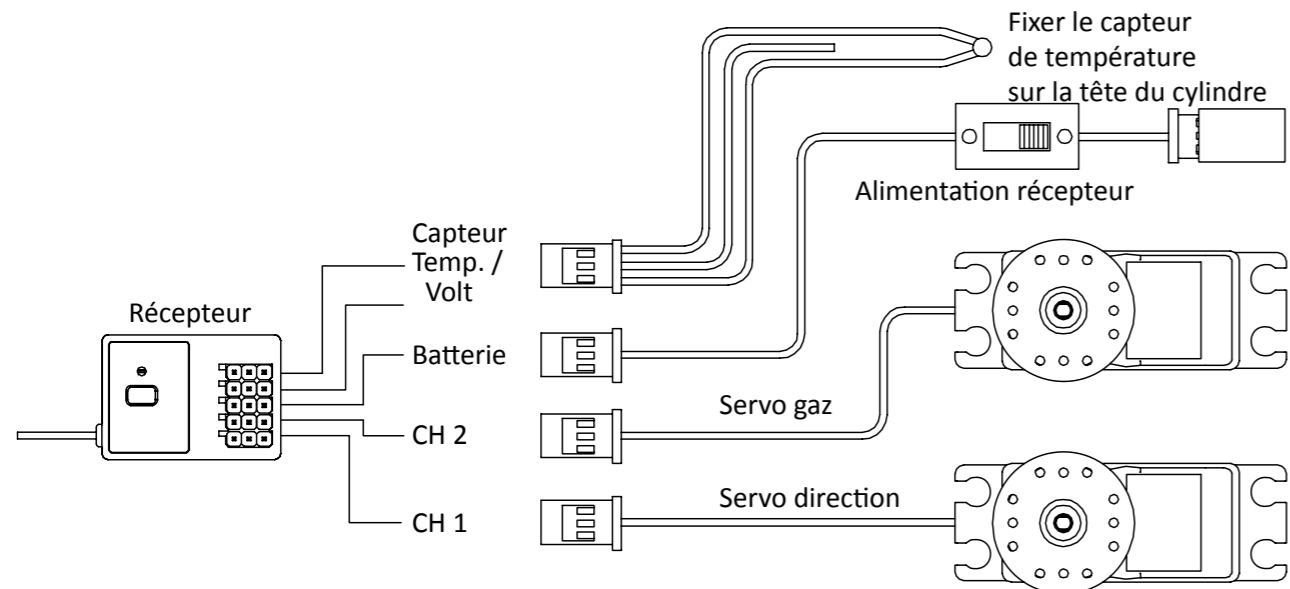 Fixer le capteur
de température
sur la tête du cylindre
Alimentation récepteur
Capteur
Temp. /
Volt
Récepteur
Batterie
Servo gaz
CH 2
Servo direction
CH 1